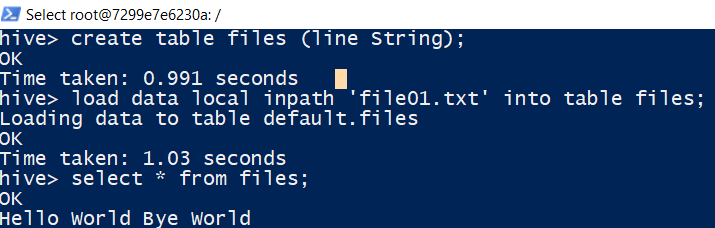 Select root@7299e7e6230a: /
hive> create table files (line String);
OK
Time taken: 0.991 seconds
hive> load data local inpath 'file01.txt' into table files;
Loading data to table default.files
OK
Time taken: 1.03 seconds
hive> select * from files;
OK
Hello World Bye World